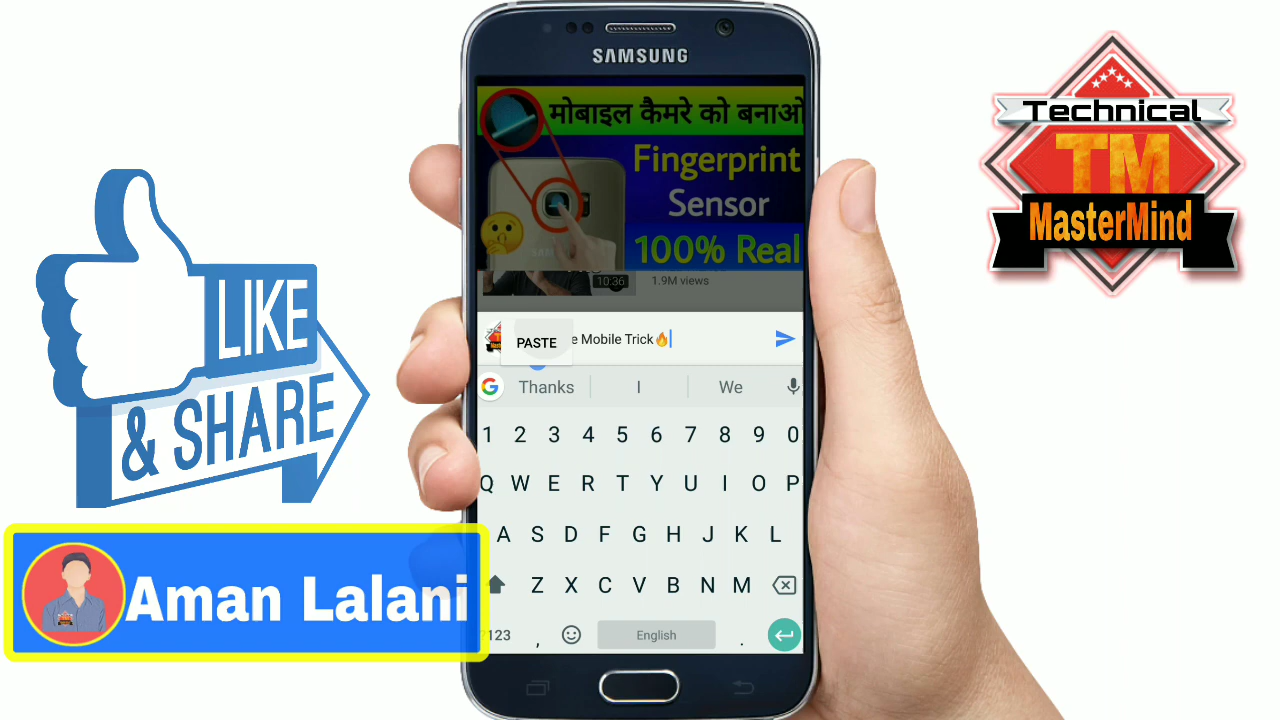 SAMSUNG
मोबाइल कैमरे को बनाओ
Fingerprint
Sensor
100% Real
10:36
1.9M views
PASTE
e Mobile Trick🔥
Thanks I We
1 2 3 4 5 6 7 8 9 0
Q W E R T Y U I O P
A S D F G H J K L
Z X C V B N M
?123 , English .
LIKE
& SHARE
Aman Lalani
Technical
TM
MasterMind